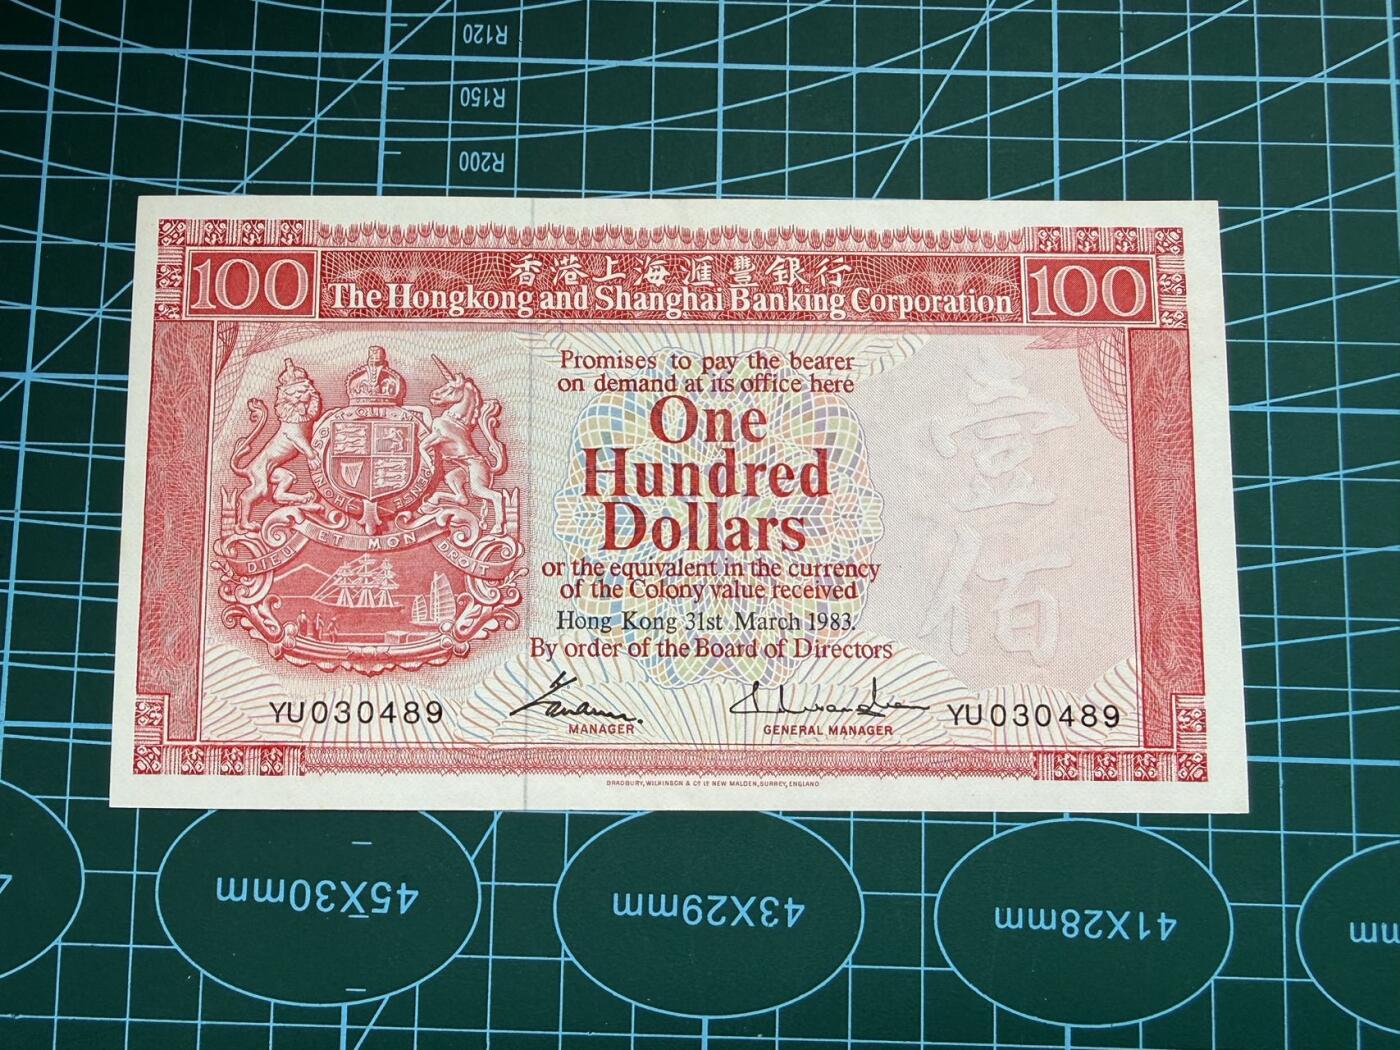 R120
R150
R200
100 香港上海滙豐銀行 100
The Hongkong and Shanghai Banking Corporation
Promises to pay the bearer
on demand at its office here
One
Hundred
Dollars
or the equivalent in the currency
of the Colony value received
Hong Kong 31st March 1983.
By order of the Board of Directors
壹
佰
DIEU ET MON DROIT
YU030489
MANAGER
GENERAL MANAGER
YU030489
BRADBURY, WILKINSON & Co. Ld. NEW MALDEN, SURREY, ENGLAND
45X30mm
43X29mm
41X28mm